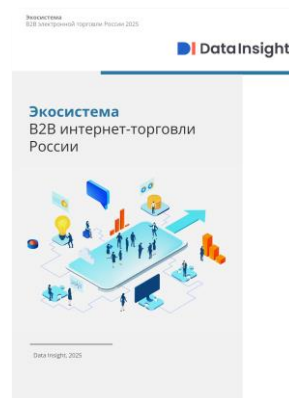 Экосистема
B2B электронной торговли России 2025
Data Insight
Экосистема
B2B интернет-торговли
России
Data Insight, 2025